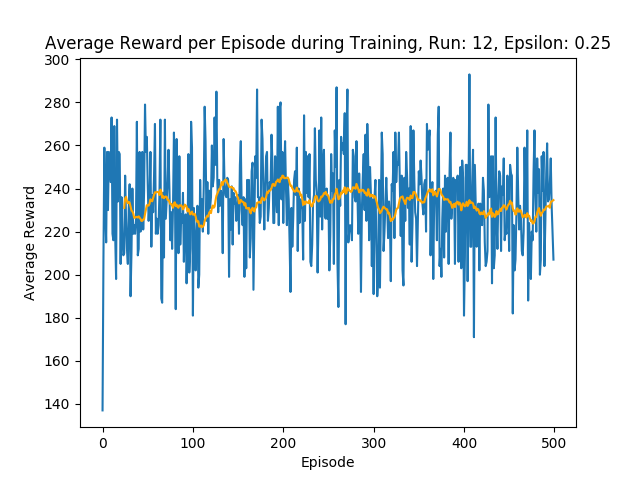 Average Reward per Episode during Training, Run: 12, Epsilon: 0.25
300
280
260
240
220
200
180
160
140
Average Reward
0 100 200 300 400 500
Episode